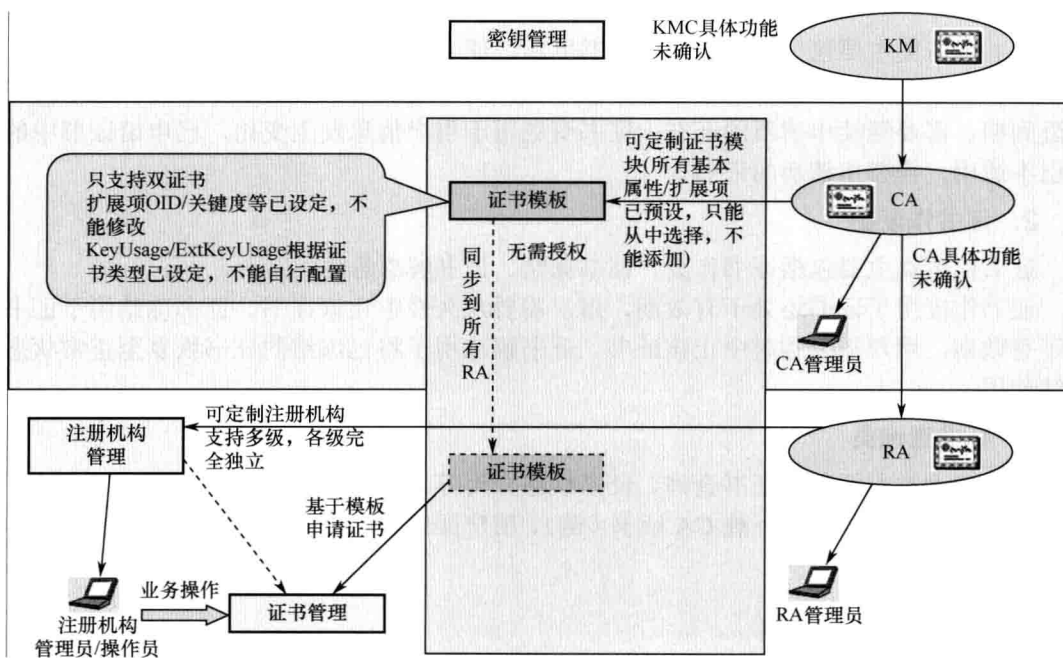 密钥管理
KMC具体功能
未确认
KM
只支持双证书
扩展项OID/关键度等已设定，不
能修改
KeyUsage/ExtKeyUsage根据证
书类型已设定，不能自行配置
证书模板
可定制证书模
块(所有基本
属性/扩展项
已预设，只能
从中选择，不
能添加)
CA
同步到所有RA
无需授权
CA具体功能
未确认
CA管理员
注册机构
管理
可定制注册机构
支持多级，各级完
全独立
证书模板
RA
基于模板
申请证书
业务操作
证书管理
注册机构
管理员/操作员
RA管理员